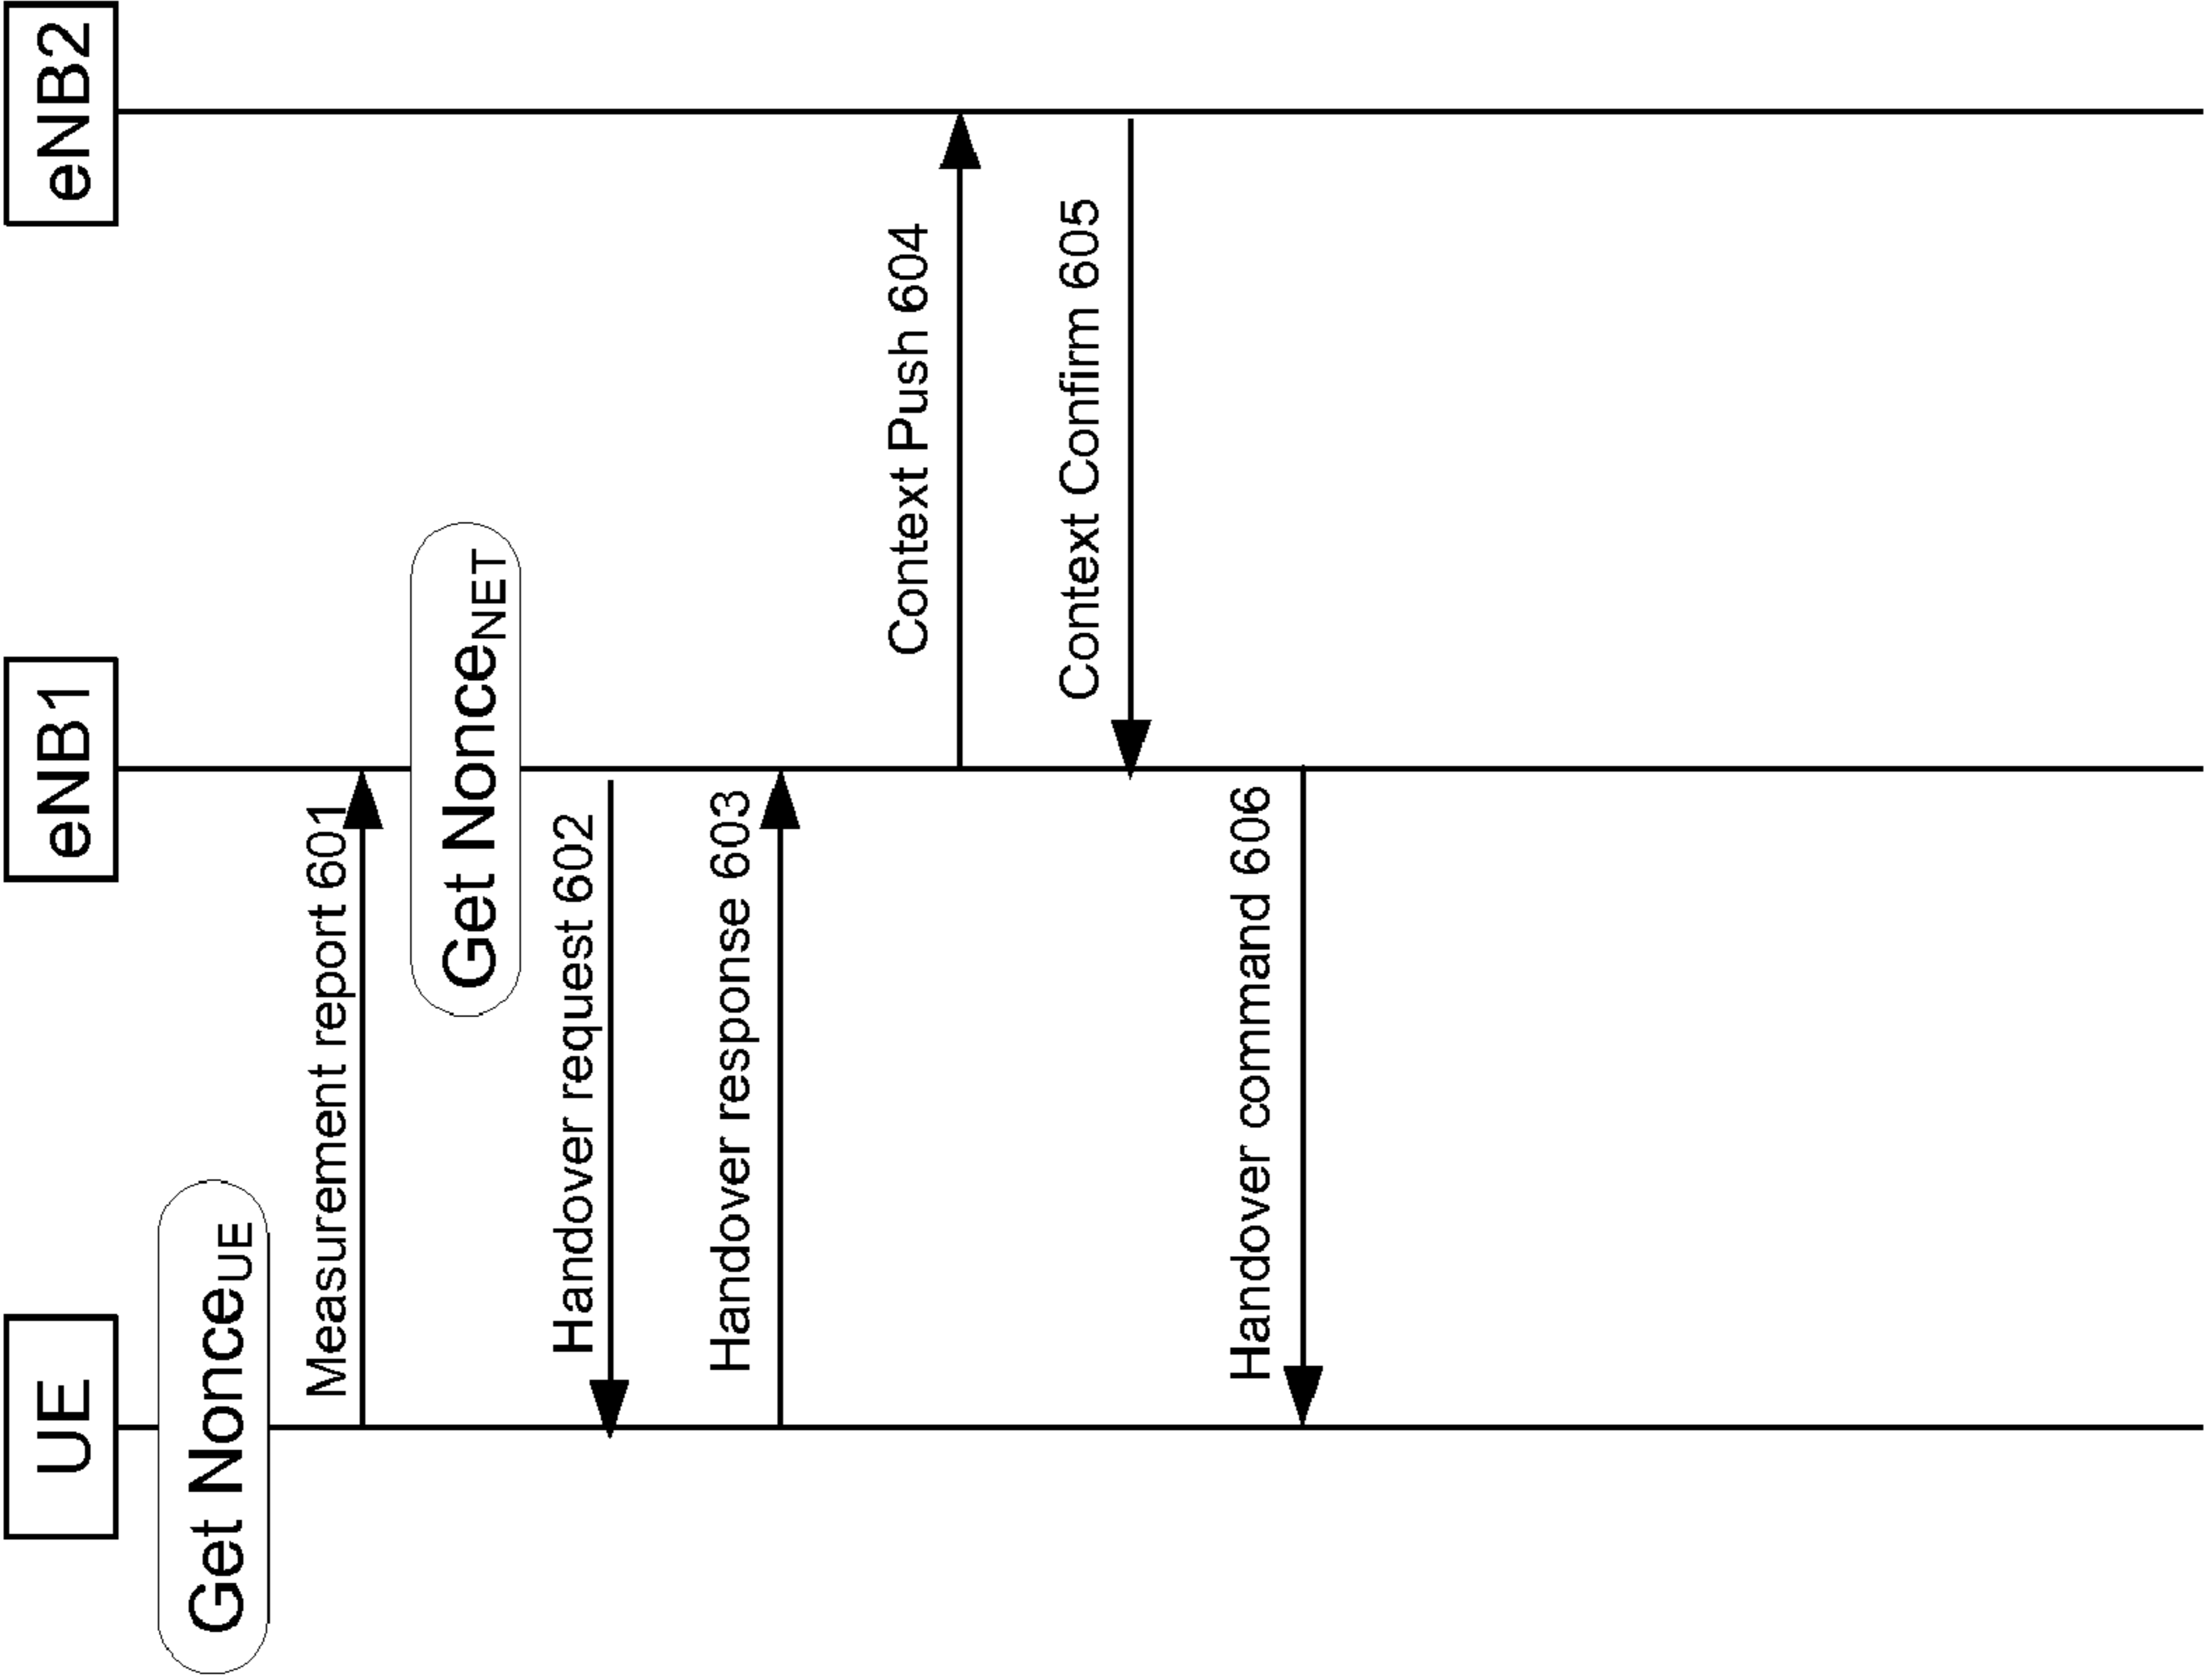 UE
eNB1
eNB2
Get NonceUE
Measurement report 601
Get NonceNET
Handover request 602
Handover response 603
Context Push 604
Context Confirm 605
Handover command 606